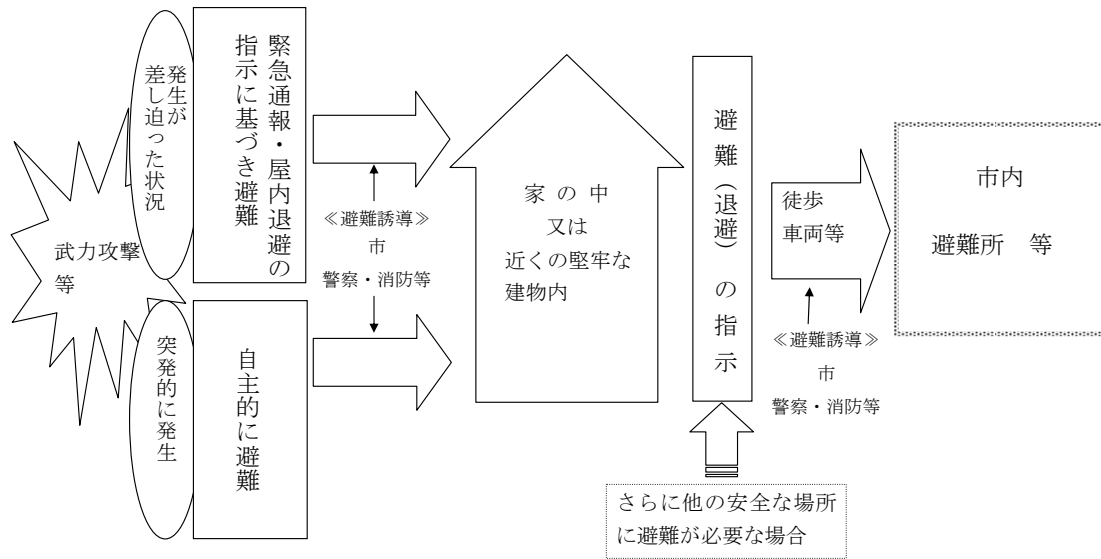 武力攻撃
等
発生が
差し迫った状況
緊急通報・屋内退避の
指示に基づき避難
突発的に発生
自主的に避難
≪避難誘導≫
市
警察・消防等
家の中
又は
近くの堅牢な
建物内
避難（退避）の指示
さらに他の安全な場所
に避難が必要な場合
徒歩
車両等
≪避難誘導≫
市
警察・消防等
市内
避難所　等